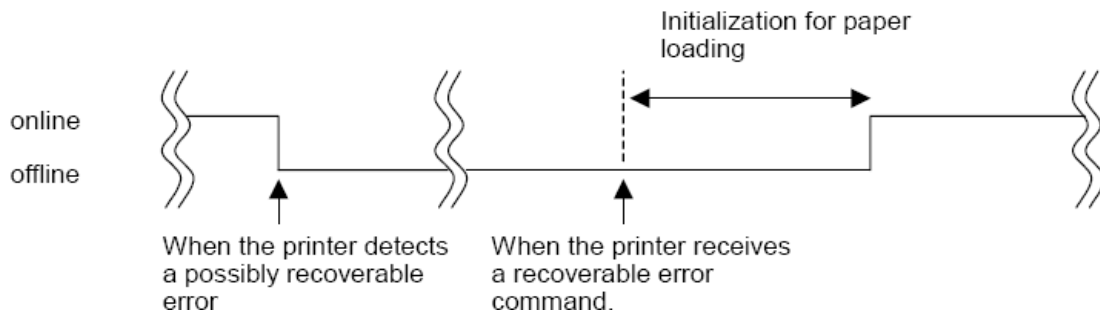 Initialization for paper
loading
online
offline
When the printer detects
a possibly recoverable
error
When the printer receives
a recoverable error
command.